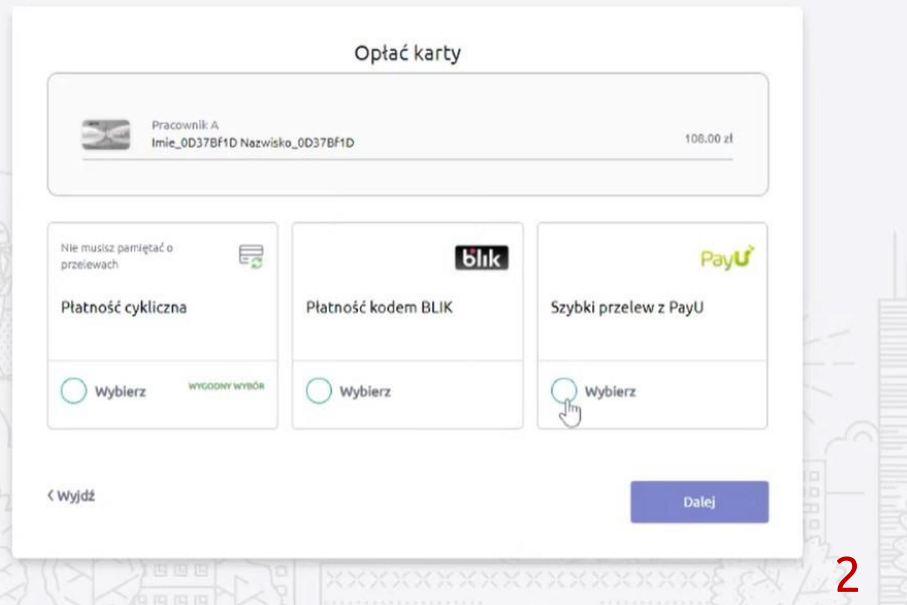 Opłać karty
Pracownik A
Imie_0D37Bf1D Nazwisko_0D37Bf1D
108.00 zł
Nie musisz pamiętać o
przelewach
Płatność cykliczna
Wybierz
WYGODNY WYBÓR
blik
Płatność kodem BLIK
Wybierz
PayU
Szybki przelew z PayU
Wybierz
< Wyjdź
Dalej
2